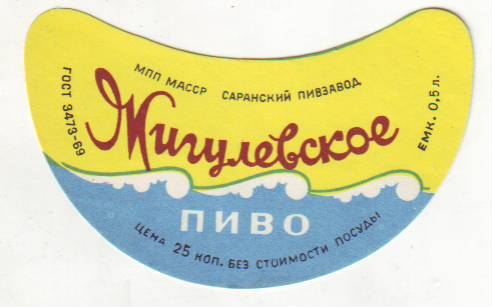 МПП МАССР САРАНСКИЙ ПИВЗАВОД
ГОСТ 3473-69
Жигулевское
ЕМК. 0,5 л.
ПИВО
ЦЕНА 25 КОП. БЕЗ СТОИМОСТИ ПОСУДЫ